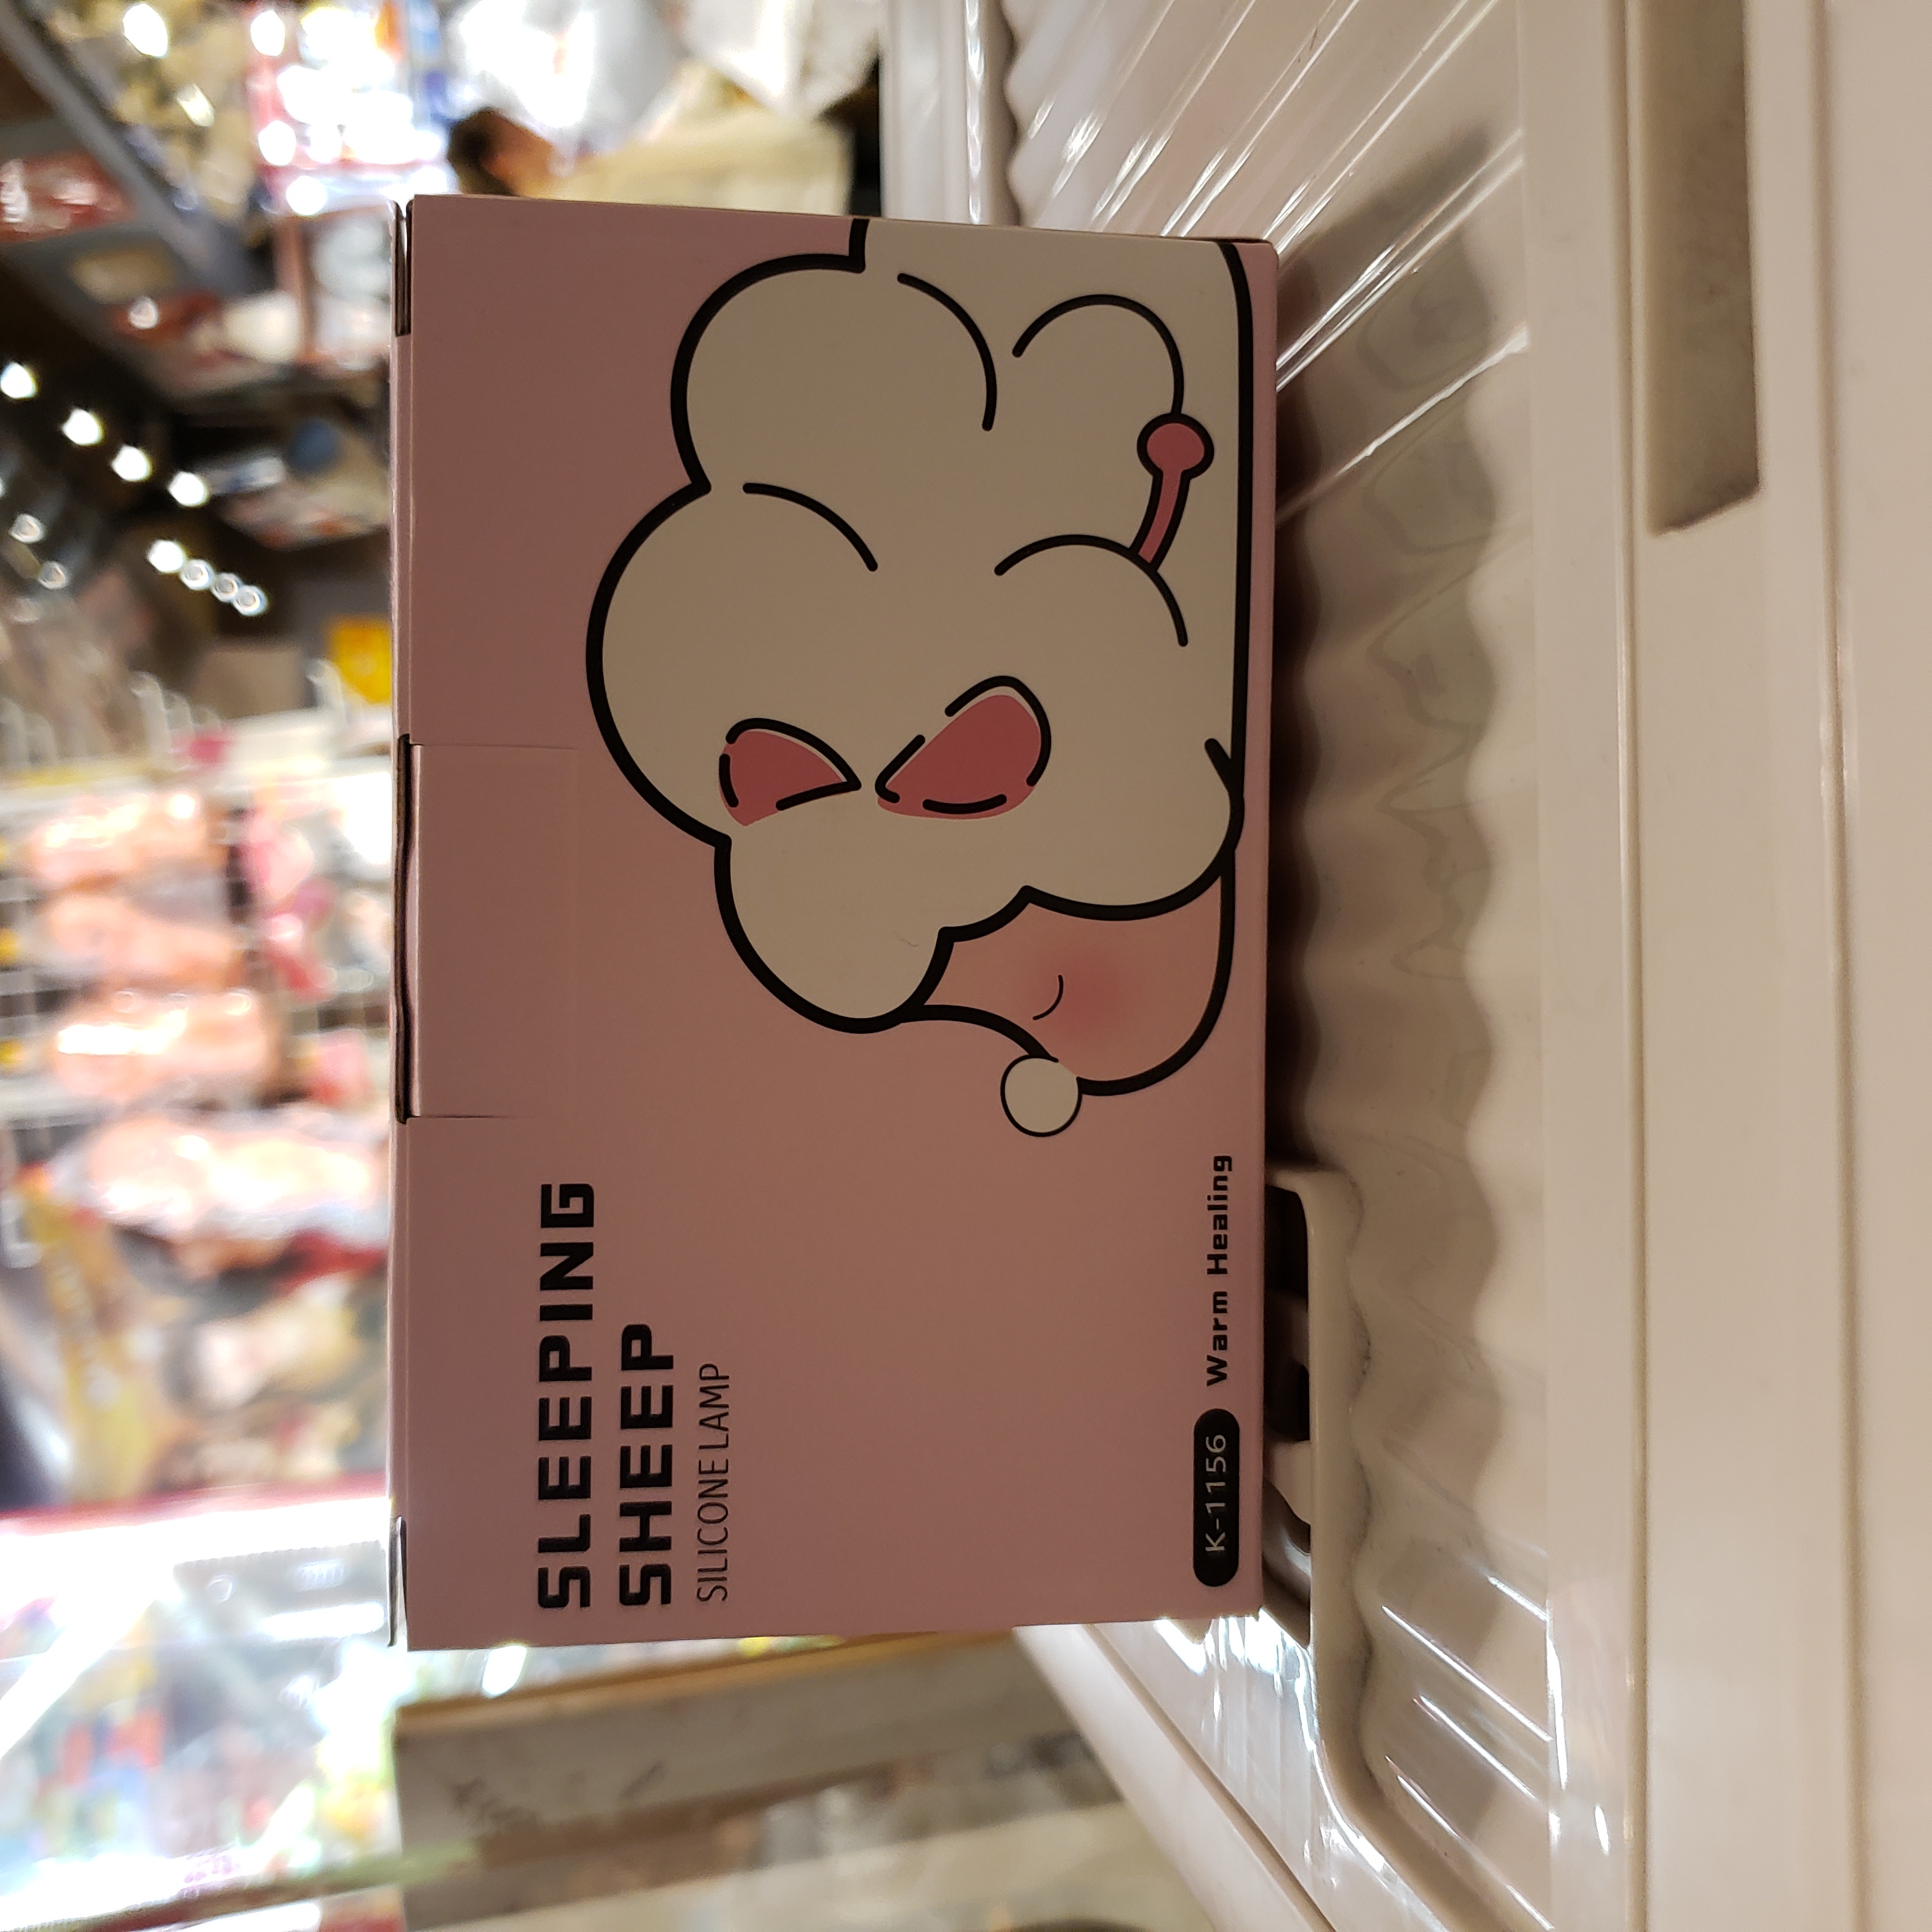 SLEEPING
SHEEP
SILICONE LAMP
K-1156 Warm Healing